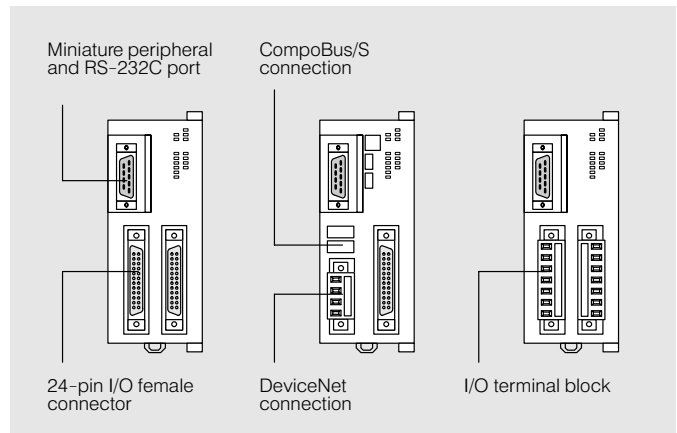 Miniature peripheral
and RS-232C port
CompoBus/S
connection
24-pin I/O female
connector
DeviceNet
connection
I/O terminal block